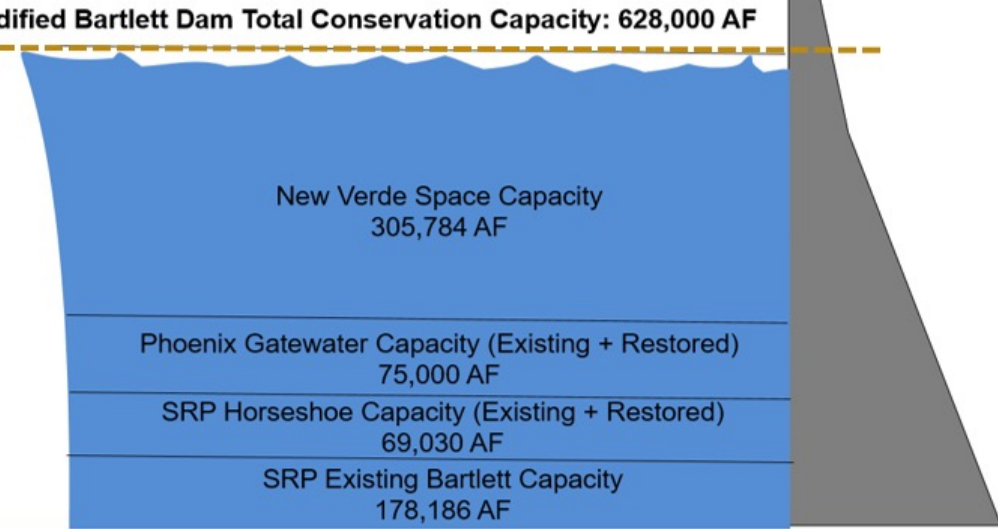 dified Bartlett Dam Total Conservation Capacity: 628,000 AF
New Verde Space Capacity
305,784 AF
Phoenix Gatewater Capacity (Existing + Restored)
75,000 AF
SRP Horseshoe Capacity (Existing + Restored)
69,030 AF
SRP Existing Bartlett Capacity
178,186 AF